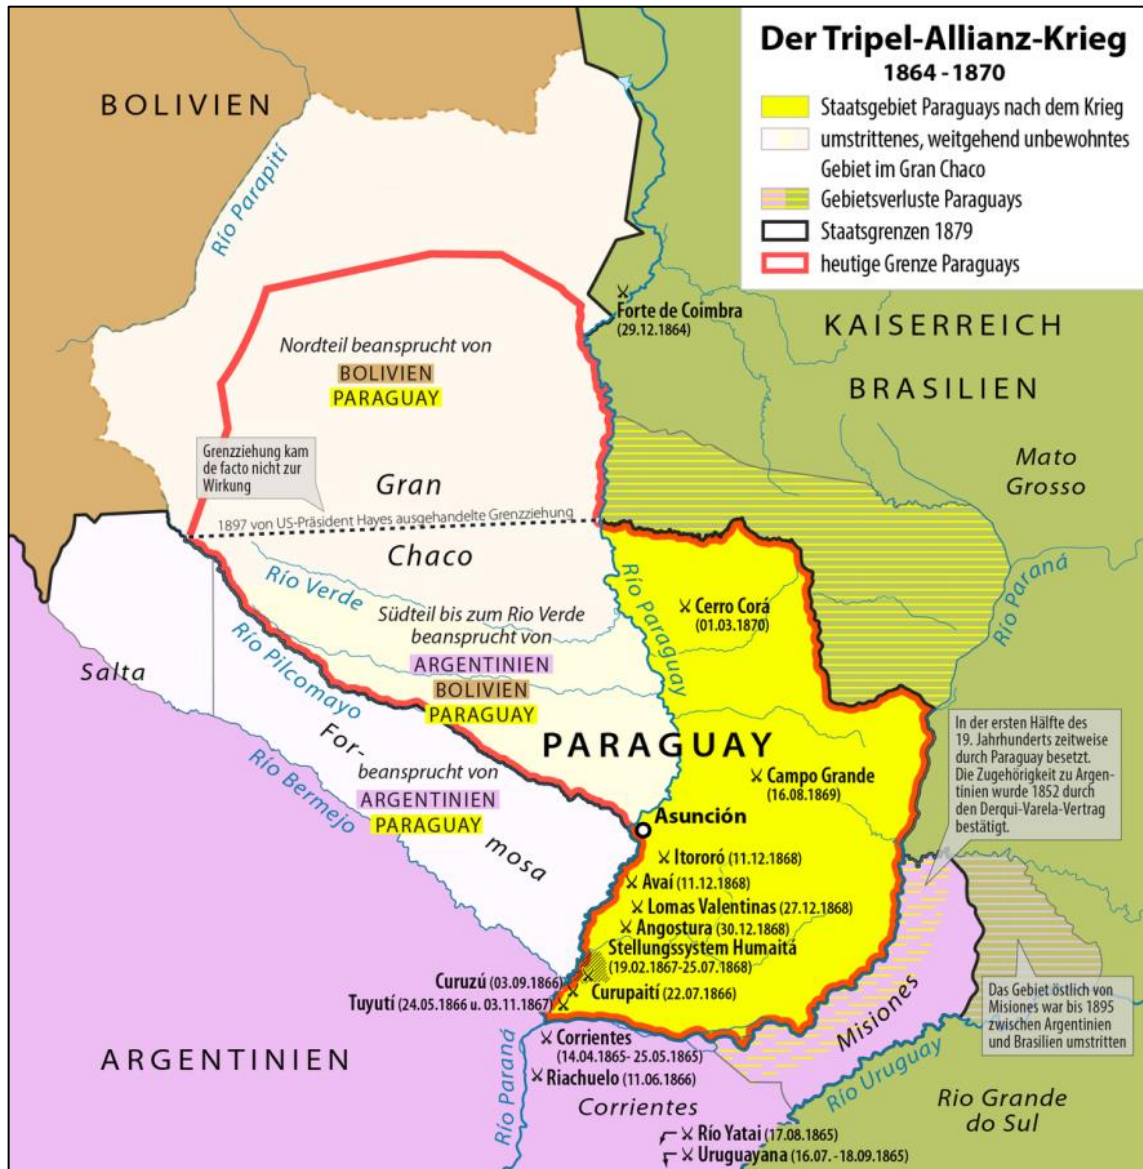 Der Tripel-Allianz-Krieg
1864 - 1870
Staatsgebiet Paraguays nach dem Krieg
umstrittenes, weitgehend unbewohntes
Gebiet im Gran Chaco
Gebietsverluste Paraguays
Staatsgrenzen 1879
heutige Grenze Paraguays
BOLIVIEN
Río Parapití
Forte de Coimbra
(29.12.1864)
KAISERREICH
BRASILIEN
Nordteil beansprucht von
BOLIVIEN
PARAGUAY
Grenzziehung kam
de facto nicht zur
Wirkung
Mato
Grosso
Gran
1897 von US-Präsident Hayes ausgehandelte Grenzziehung
Chaco
Río Verde
Río Paraguay
Río Paraná
Cerro Corá
(01.03.1870)
Südteil bis zum Rio Verde
beansprucht von
ARGENTINIEN
BOLIVIEN
PARAGUAY
Salta
Río Pilcomayo
Río Bermejo
For-
mosa
beansprucht von
ARGENTINIEN
PARAGUAY
PARAGUAY
In der ersten Hälfte des
19. Jahrhunderts zeitweise
durch Paraguay besetzt.
Die Zugehörigkeit zu Argen-
tinien wurde 1852 durch
den Derqui-Varela-Vertrag
bestätigt.
Campo Grande
(16.08.1869)
Asunción
Itororó (11.12.1868)
Avaí (11.12.1868)
Lomas Valentinas (27.12.1868)
Angostura (30.12.1868)
Stellungssystem Humaitá
(19.02.1867-25.07.1868)
Curuzú (03.09.1866)
Curupaití (22.07.1866)
Tuyutí (24.05.1866 u. 03.11.1867)
Misiones
Das Gebiet östlich von
Misiones war bis 1895
zwischen Argentinien
und Brasilien umstritten
ARGENTINIEN
Río Paraná
Corrientes
(14.04.1865- 25.05.1865)
Riachuelo (11.06.1866)
Corrientes
Río Uruguay
Rio Grande
do Sul
Río Yatai (17.08.1865)
Uruguayana (16.07. - 18.09.1865)